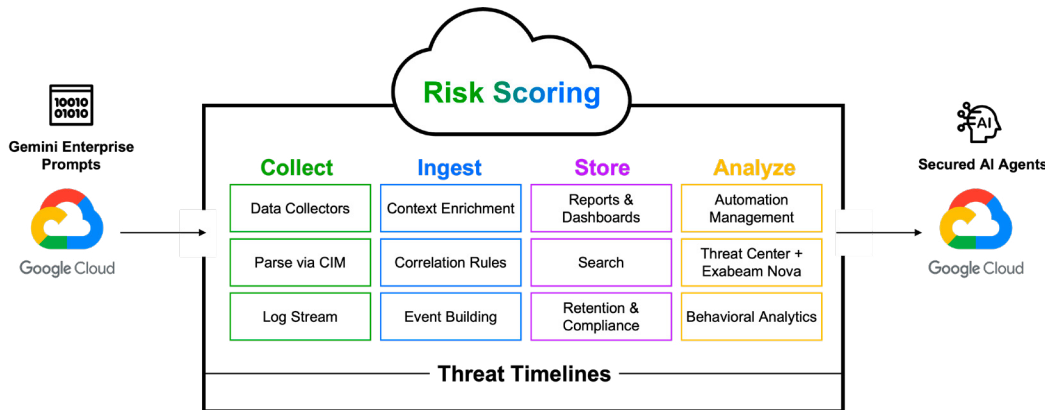 Risk Scoring
10010
01010
Gemini Enterprise
Prompts
Google Cloud
Collect
Data Collectors
Parse via CIM
Log Stream
Ingest
Context Enrichment
Correlation Rules
Event Building
Store
Reports &
Dashboards
Search
Retention &
Compliance
Analyze
Automation
Management
Threat Center +
Exabeam Nova
Behavioral Analytics
Threat Timelines
AI
Secured AI Agents
Google Cloud